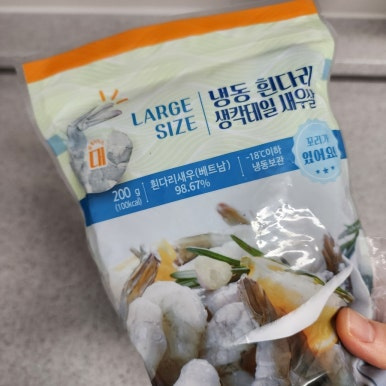 대
LARGE
SIZE
냉동 흰다리
생칵테일 새우살
200 g
(100kcal)
흰다리새우(베트남)
98.67%
-18℃이하
냉동보관
꼬리가
있어요!